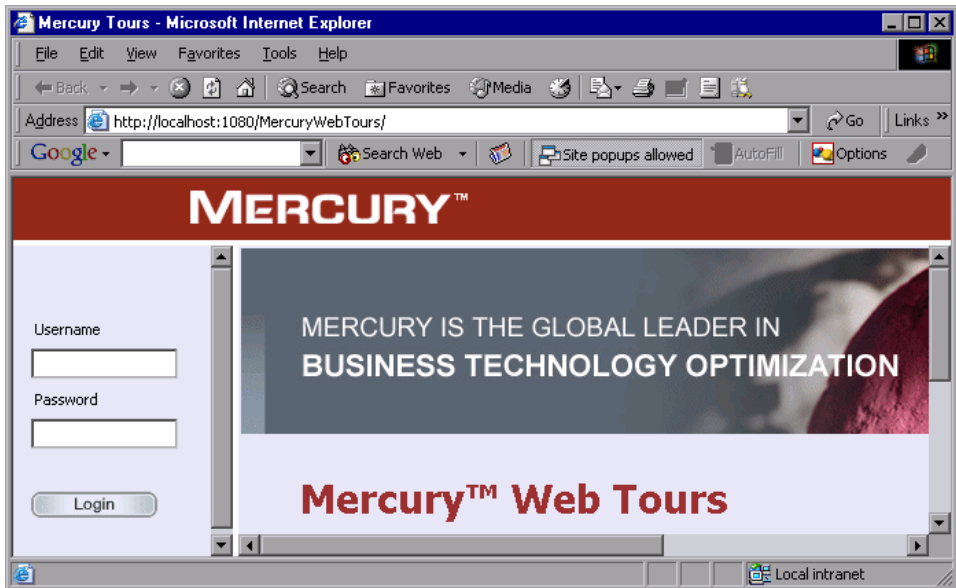 Mercury Tours - Microsoft Internet Explorer
File Edit View Favorites Tools Help
Back Search Favorites Media
Address http://localhost:1080/MercuryWebTours/ Go Links »
Google Search Web Site popups allowed AutoFill Options
MERCURY™
Username
Password
Login
MERCURY IS THE GLOBAL LEADER IN
BUSINESS TECHNOLOGY OPTIMIZATION
Mercury™ Web Tours
Local intranet